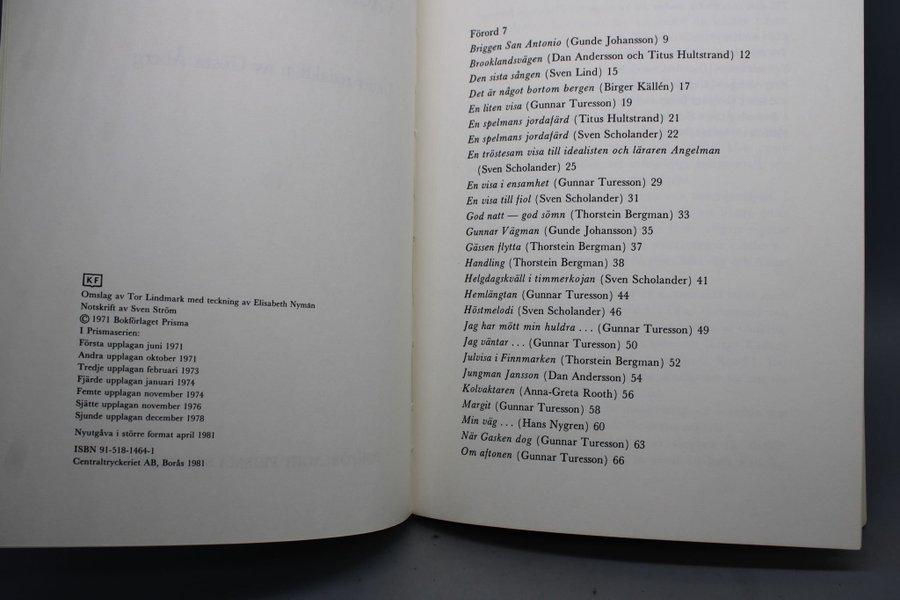 KF
Omslag av Tor Lindmark med teckning av Elisabeth Nymän
Notskrift av Sven Ström
© 1971 Bokförlaget Prisma
I Prismaserien:
Första upplagan juni 1971
Andra upplagan oktober 1971
Tredje upplagan februari 1973
Fjärde upplagan januari 1974
Femte upplagan november 1974
Sjätte upplagan november 1976
Sjunde upplagan december 1978
Nyutgåva i större format april 1981
ISBN 91-518-1464-1
Centraltryckeriet AB, Borås 1981
Förord 7
Briggen San Antonio (Gunde Johansson) 9
Brooklandsvägen (Dan Andersson och Titus Hultstrand) 12
Den sista sången (Sven Lind) 15
Det är något bortom bergen (Birger Källén) 17
En liten visa (Gunnar Turesson) 19
En spelmans jordafärd (Titus Hultstrand) 21
En spelmans jordafärd (Sven Scholander) 22
En tröstesam visa till idealisten och läraren Angelman
(Sven Scholander) 25
En visa i ensamhet (Gunnar Turesson) 29
En visa till fiol (Sven Scholander) 31
God natt — god sömn (Thorstein Bergman) 33
Gunnar Vägman (Gunde Johansson) 35
Gässen flytta (Thorstein Bergman) 37
Handling (Thorstein Bergman) 38
Helgdagskväll i timmerkojan (Sven Scholander) 41
Hemlängtan (Gunnar Turesson) 44
Höstmelodi (Sven Scholander) 46
Jag har mött min huldra ... (Gunnar Turesson) 49
Jag väntar ... (Gunnar Turesson) 50
Julvisa i Finnmarken (Thorstein Bergman) 52
Jungman Jansson (Dan Andersson) 54
Kolvaktaren (Anna-Greta Rooth) 56
Margit (Gunnar Turesson) 58
Min väg ... (Hans Nygren) 60
När Gasken dog (Gunnar Turesson) 63
Om aftonen (Gunnar Turesson) 66